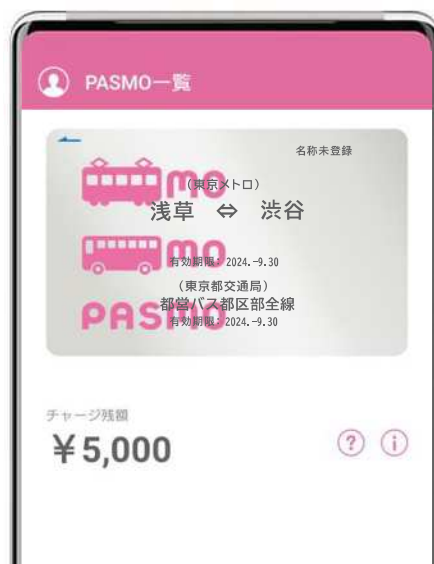 PASMO一覧
名称未登録
mo
(東京メトロ)
浅草 ⇔ 渋谷
mo
有効期限: 2024.-9.30
(東京都交通局)
PASMO
都営バス都区部全線
有効期限: 2024.-9.30
チャージ残額
¥5,000
? i